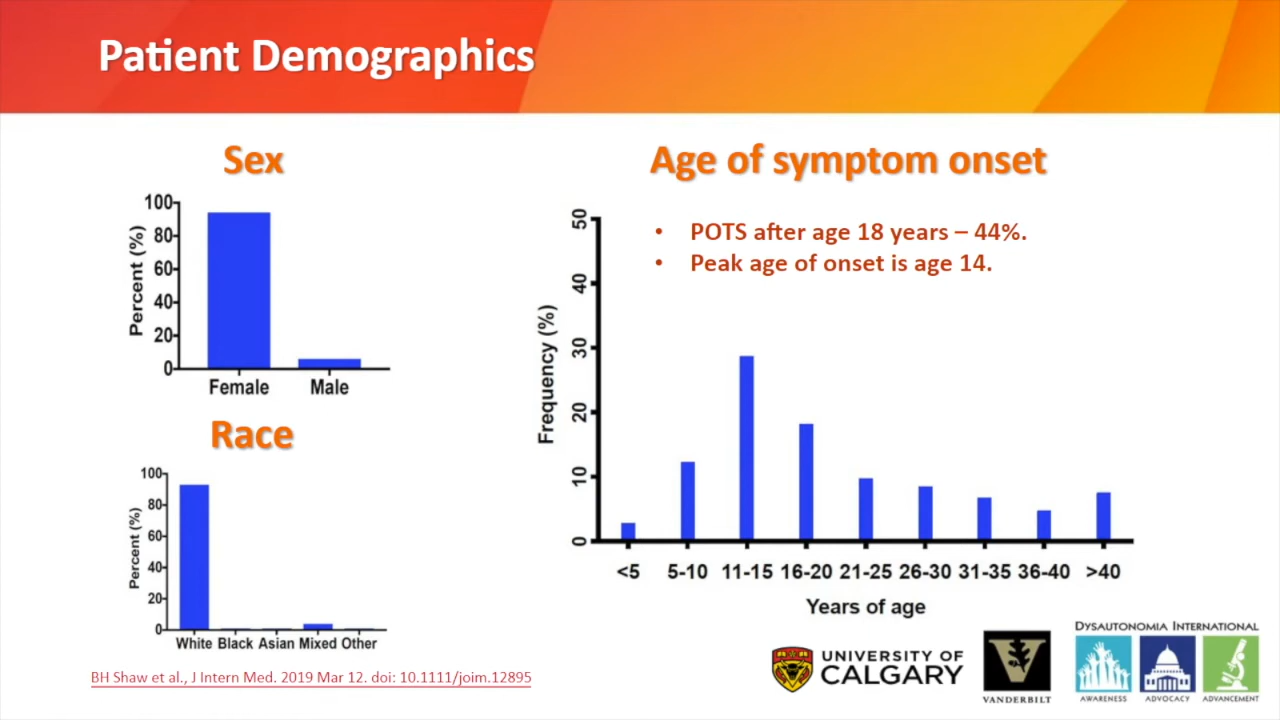 Patient Demographics
Sex
Percent (%)
100
80
60
40
20
0
Female Male
Race
Percent (%)
100
80
60
40
20
0
White Black Asian Mixed Other
BH Shaw et al., J Intern Med. 2019 Mar 12. doi: 10.1111/joim.12895
Age of symptom onset
• POTS after age 18 years – 44%.
• Peak age of onset is age 14.
Frequency (%)
50
40
30
20
10
0
<5 5-10 11-15 16-20 21-25 26-30 31-35 36-40 >40
Years of age
UNIVERSITY OF
CALGARY
V
VANDERBILT
DYSAUTONOMIA INTERNATIONAL
AWARENESS ADVOCACY ADVANCEMENT